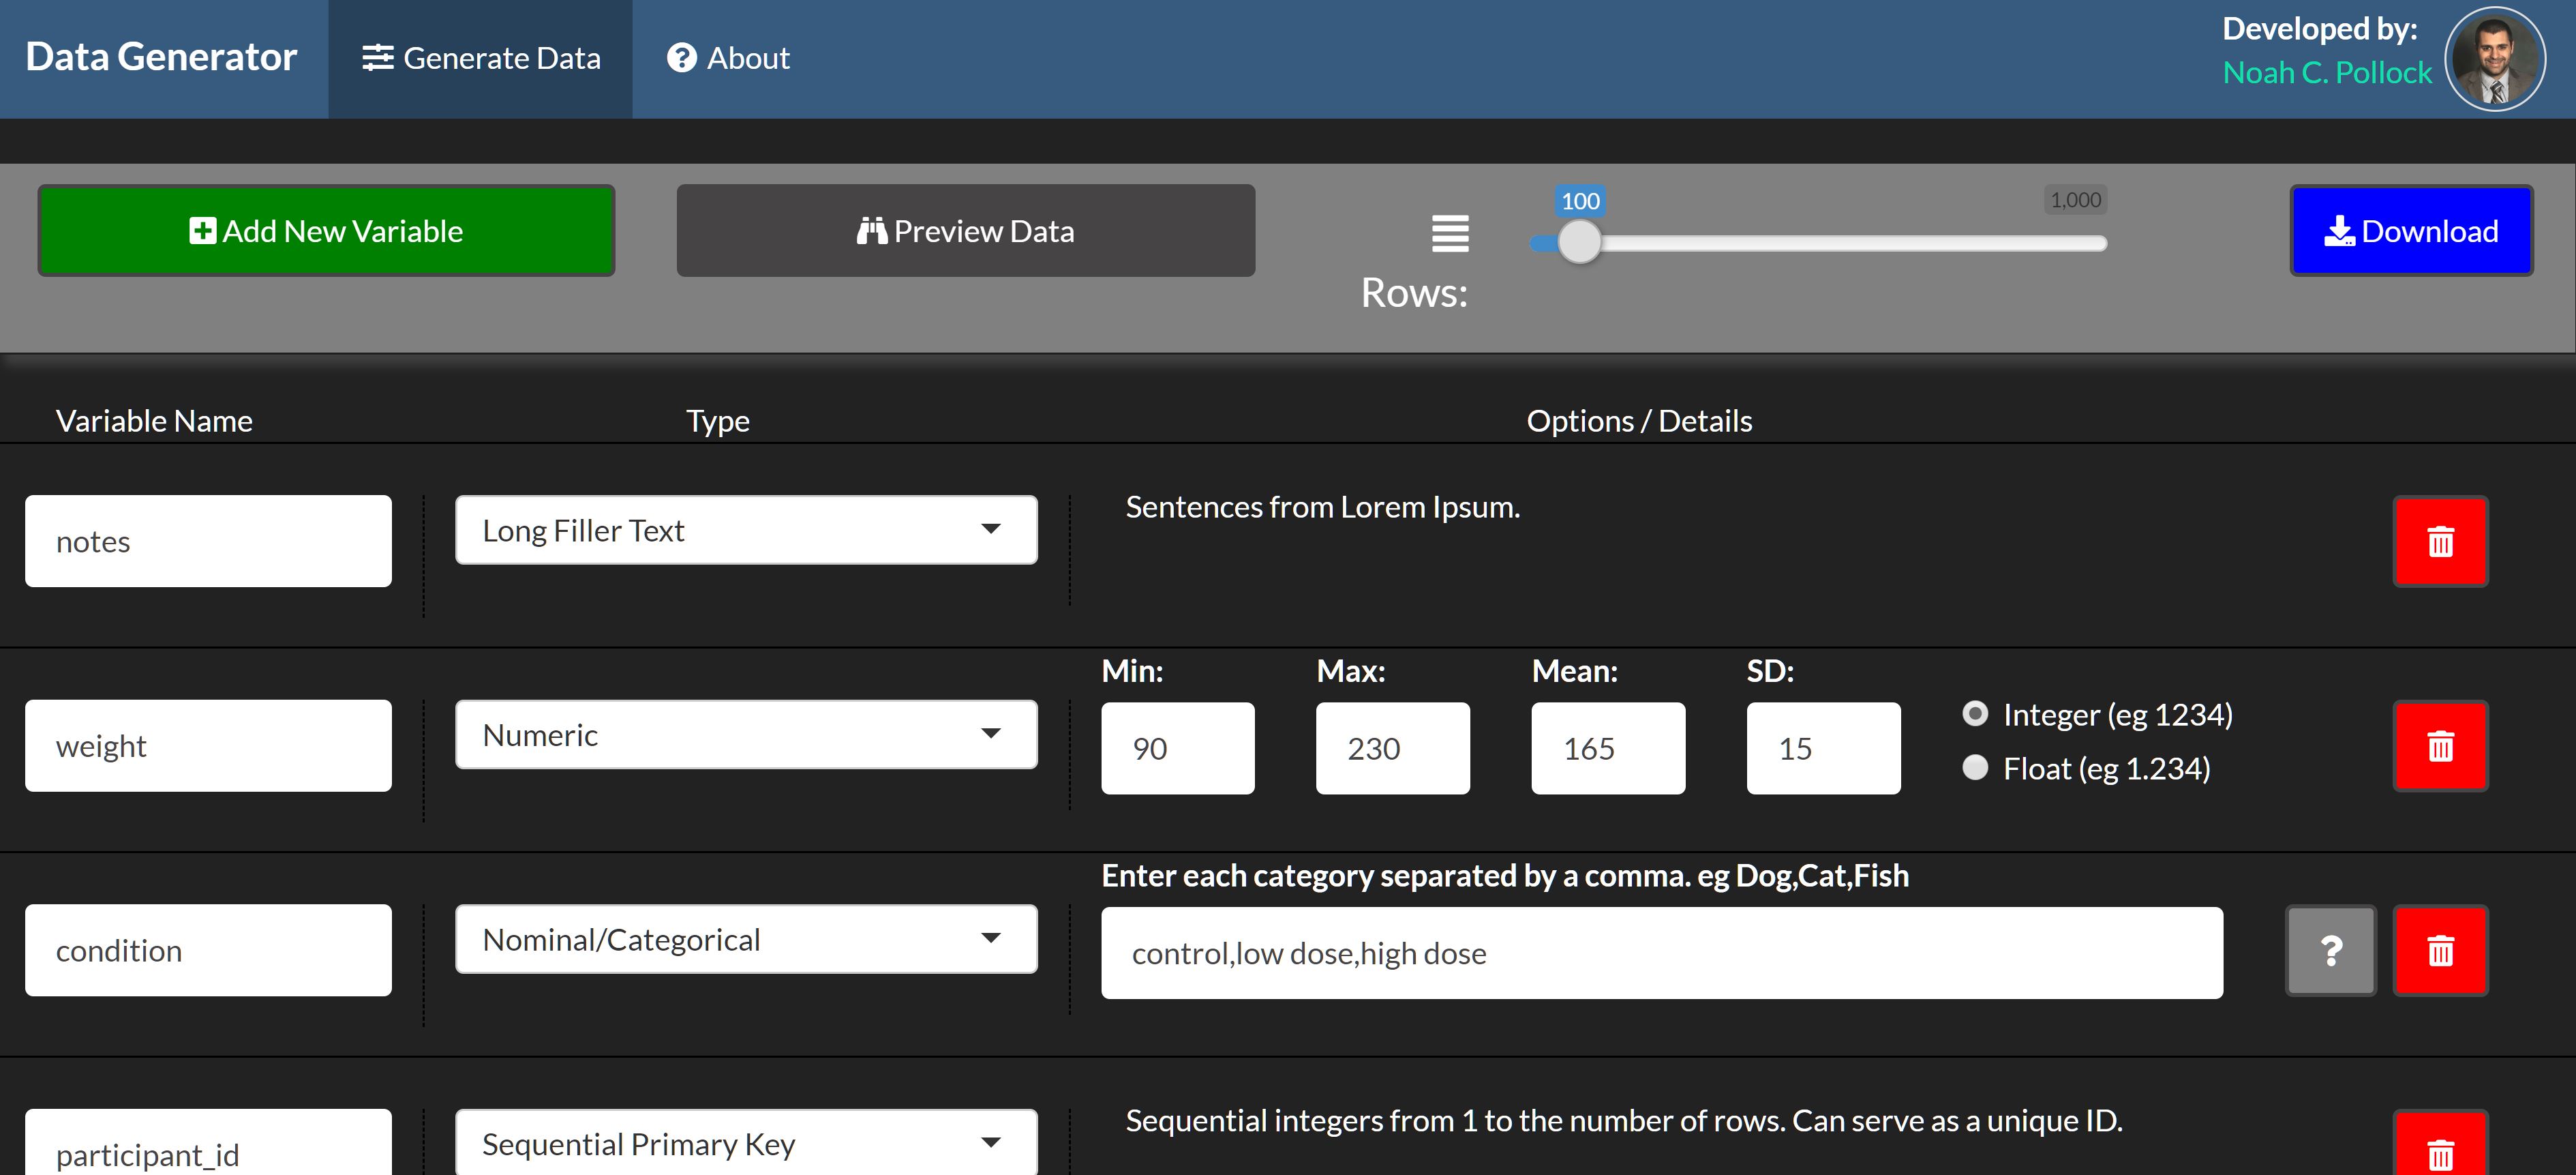 Data Generator
Generate Data
About
Developed by:
Noah C. Pollock
Add New Variable
Preview Data
Rows:
100
1,000
Download
Variable Name
Type
Options / Details
notes
Long Filler Text
Sentences from Lorem Ipsum.
Min:
Max:
Mean:
SD:
weight
Numeric
90
230
165
15
Integer (eg 1234)
Float (eg 1.234)
Enter each category separated by a comma. eg Dog,Cat,Fish
condition
Nominal/Categorical
control,low dose,high dose
?
participant_id
Sequential Primary Key
Sequential integers from 1 to the number of rows. Can serve as a unique ID.